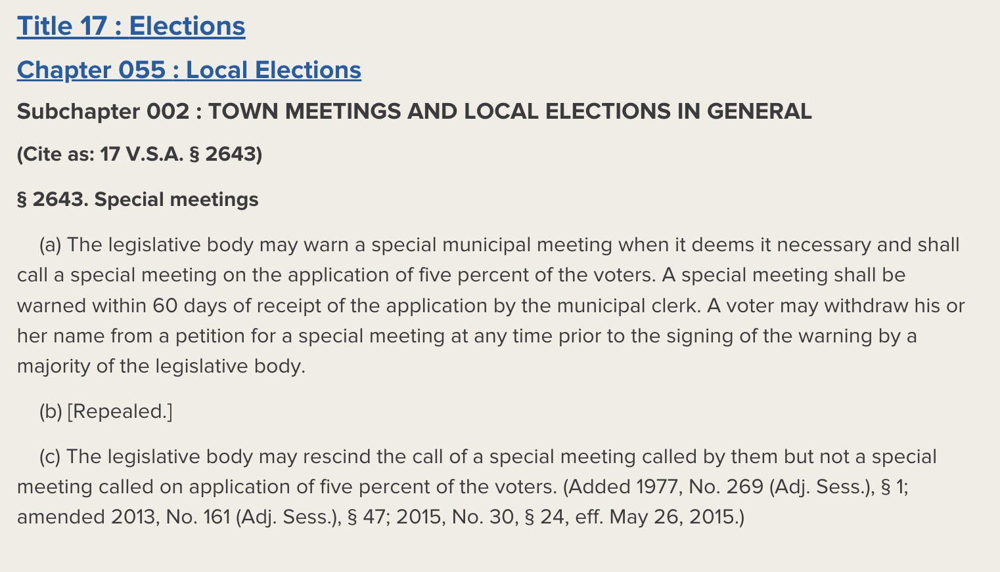 Title 17 : Elections
Chapter 055 : Local Elections
Subchapter 002 : TOWN MEETINGS AND LOCAL ELECTIONS IN GENERAL
(Cite as: 17 V.S.A. § 2643)
§ 2643. Special meetings
(a) The legislative body may warn a special municipal meeting when it deems it necessary and shall
call a special meeting on the application of five percent of the voters. A special meeting shall be
warned within 60 days of receipt of the application by the municipal clerk. A voter may withdraw his or
her name from a petition for a special meeting at any time prior to the signing of the warning by a
majority of the legislative body.
(b) [Repealed.]
(c) The legislative body may rescind the call of a special meeting called by them but not a special
meeting called on application of five percent of the voters. (Added 1977, No. 269 (Adj. Sess.), § 1;
amended 2013, No. 161 (Adj. Sess.), § 47; 2015, No. 30, § 24, eff. May 26, 2015.)